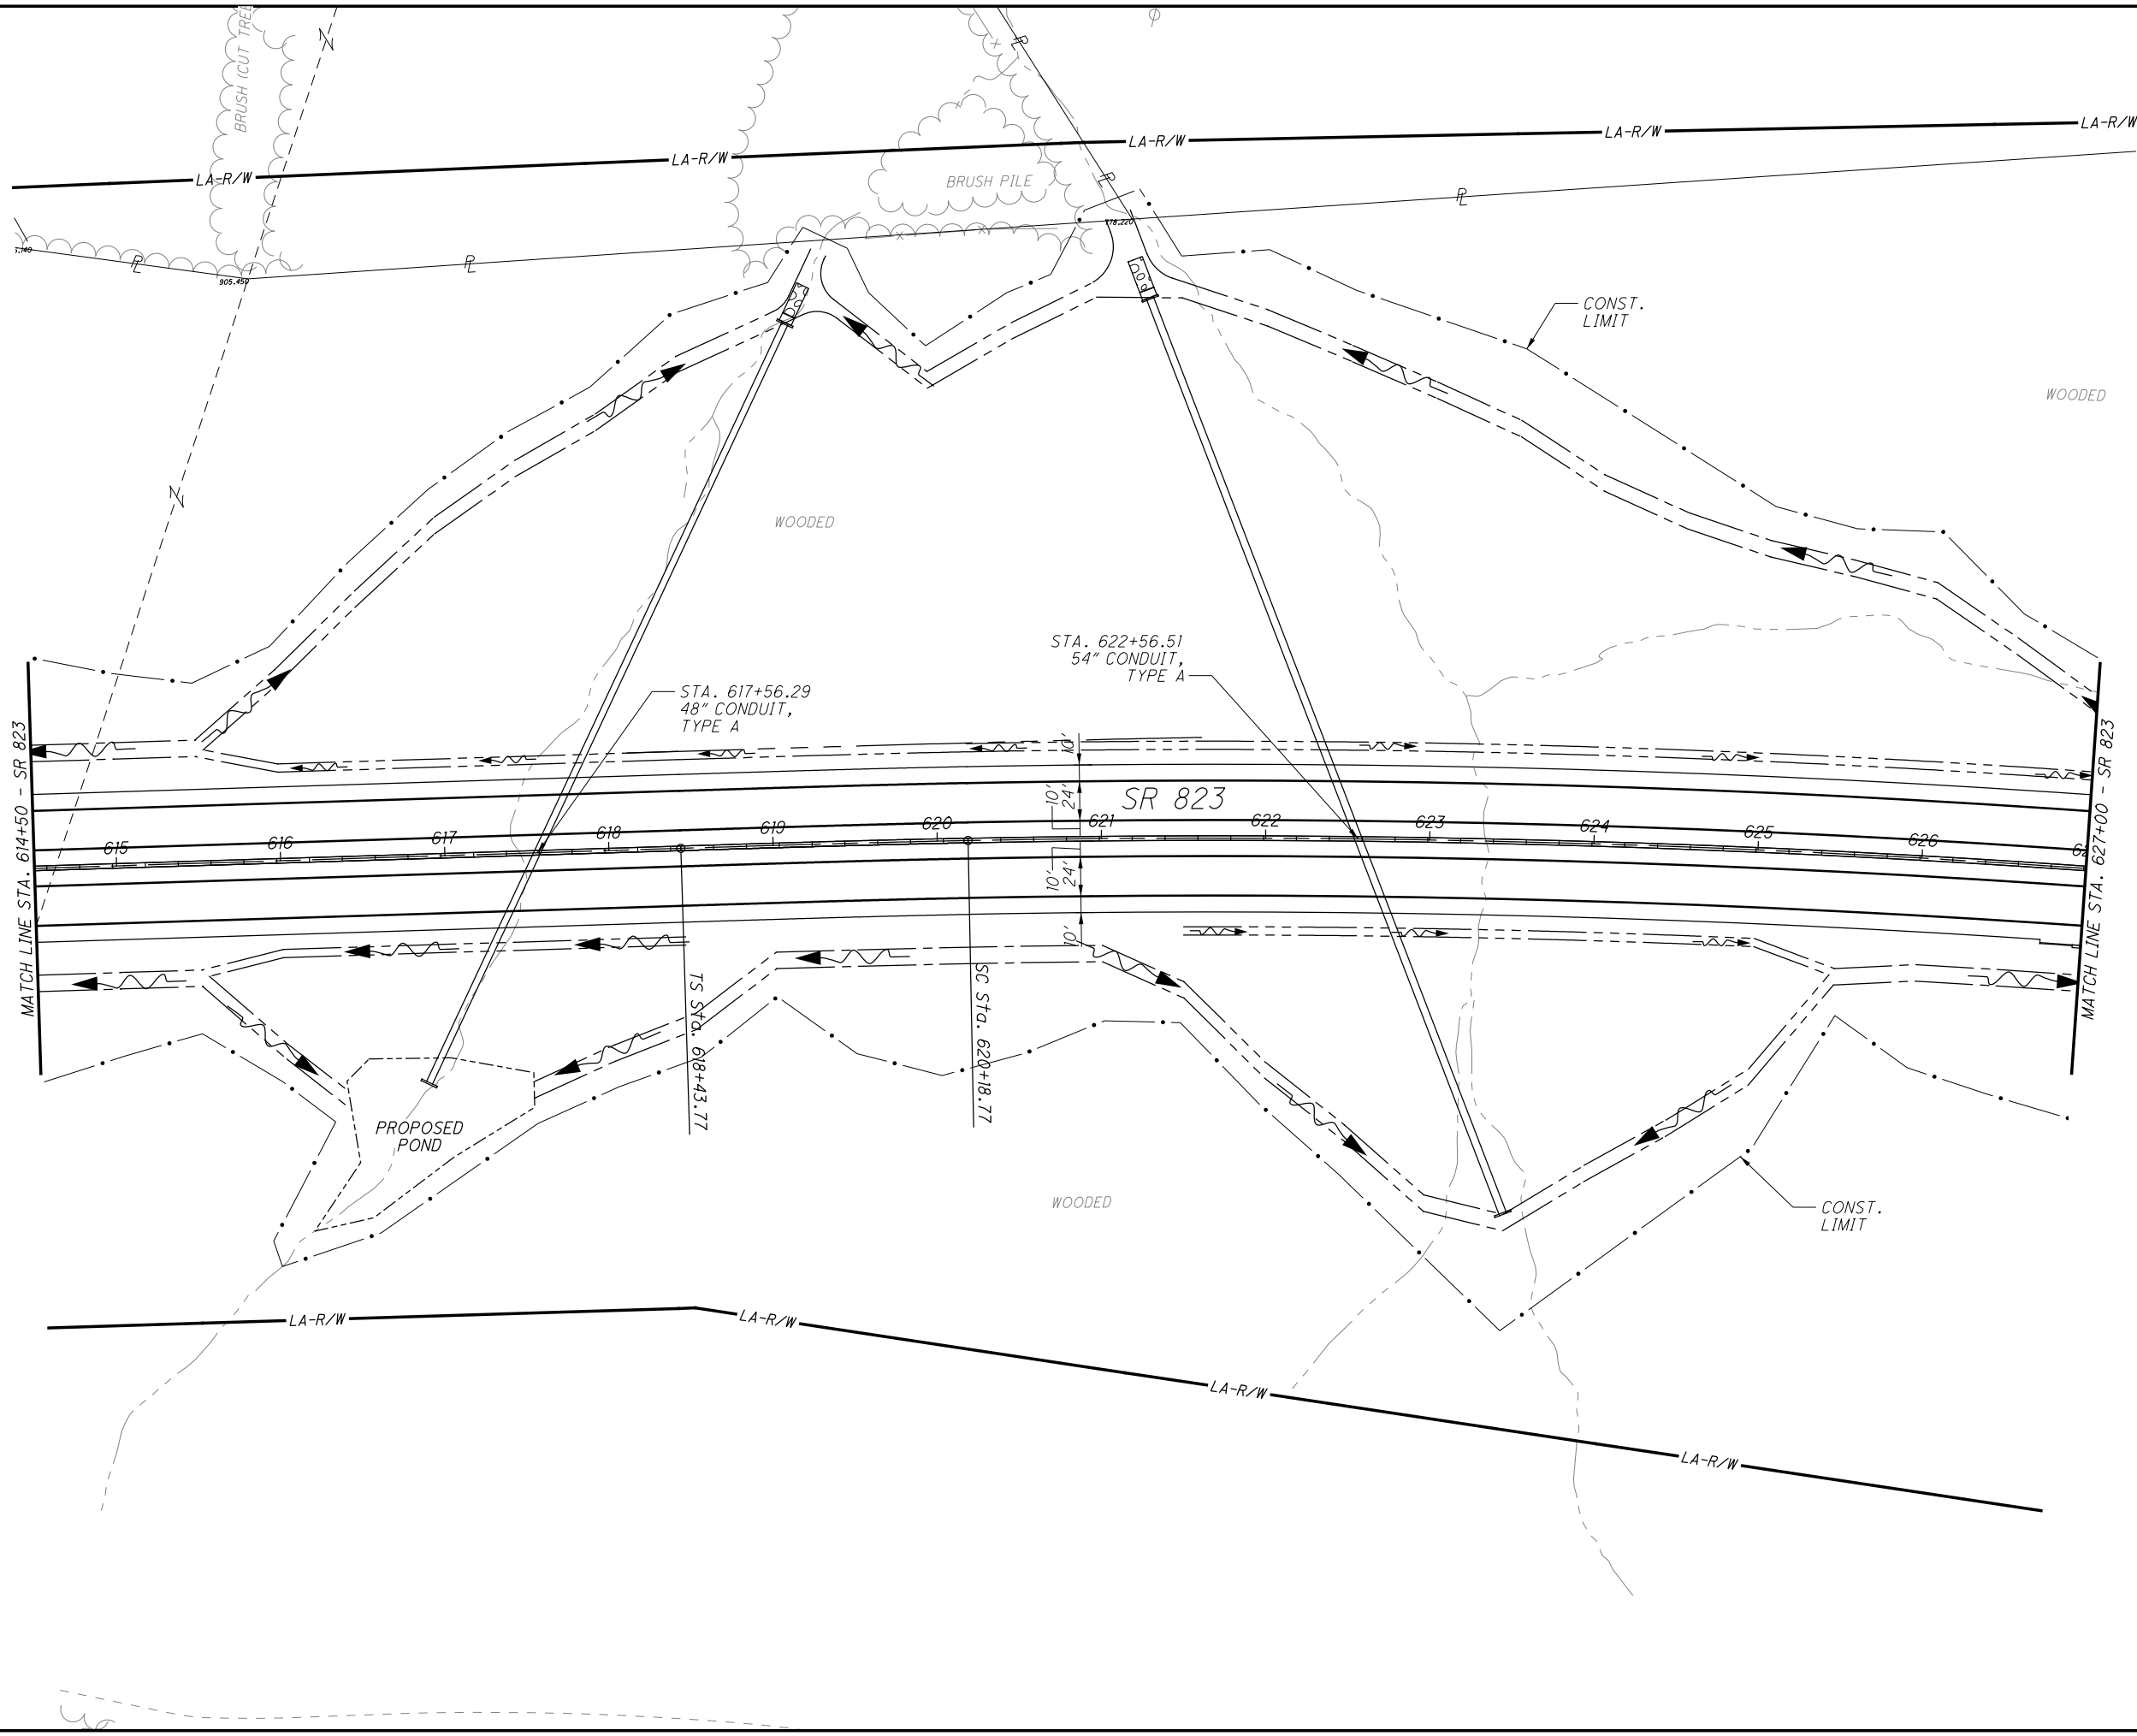 BRUSH (CUT TREE
LA-R/W
LA-R/W
LA-R/W
LA-R/W
BRUSH PILE
778.220
905.450
CONST.
LIMIT
WOODED
WOODED
STA. 622+56.51
54" CONDUIT,
TYPE A
STA. 617+56.29
48" CONDUIT,
TYPE A
MATCH LINE STA. 614+50 - SR 823
MATCH LINE STA. 627+00 - SR 823
10'
10'
24'
SR 823
615
616
617
618
619
620
621
622
623
624
625
626
10'
24'
10'
TS Sta. 618+43.77
SC Sta. 620+18.77
PROPOSED
POND
WOODED
CONST.
LIMIT
LA-R/W
LA-R/W
LA-R/W
LA-R/W